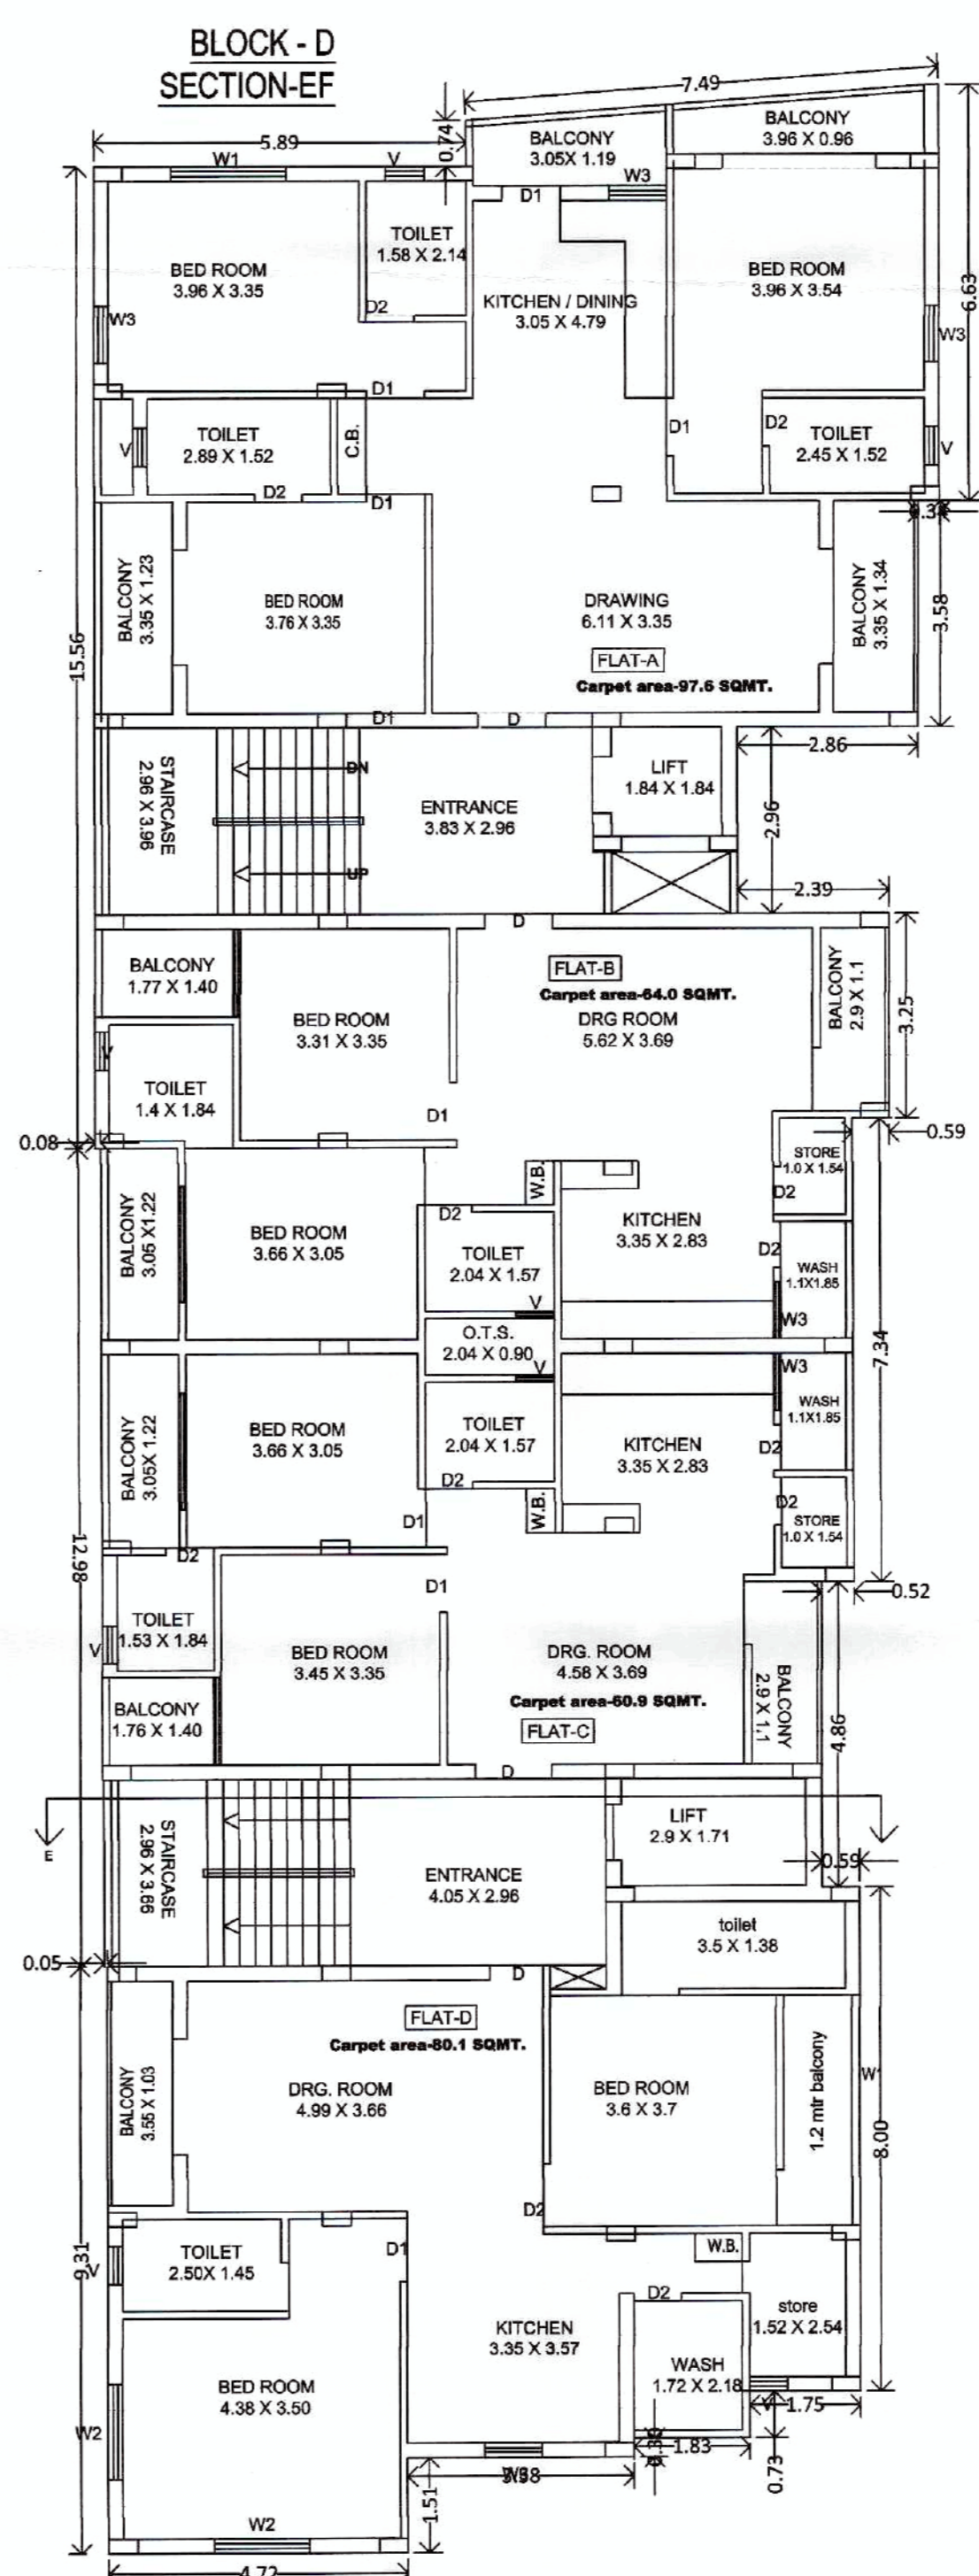 BLOCK - D
SECTION-EF
7.49
5.89
0.74
BALCONY
3.05X 1.19
BALCONY
3.96 X 0.96
W1
V
W3
D1
TOILET
1.58 X 2.14
BED ROOM
3.96 X 3.35
BED ROOM
3.96 X 3.54
KITCHEN / DINING
3.05 X 4.79
6.63
W3
D2
W3
D1
TOILET
2.89 X 1.52
C.B.
V
D1
D2
TOILET
2.45 X 1.52
V
D2
D1
BALCONY
3.35 X 1.23
BED ROOM
3.76 X 3.35
DRAWING
6.11 X 3.35
BALCONY
3.35 X 1.34
3.58
15.56
FLAT-A
Carpet area-97.6 SQMT.
D1
D
2.86
STAIRCASE
2.96 X 3.96
DN
UP
ENTRANCE
3.83 X 2.96
LIFT
1.84 X 1.84
2.96
2.39
D
BALCONY
1.77 X 1.40
FLAT-B
Carpet area-64.0 SQMT.
DRG ROOM
5.62 X 3.69
BED ROOM
3.31 X 3.35
BALCONY
2.9 X 1.1
3.25
V
TOILET
1.4 X 1.84
D1
0.08
0.59
STORE
1.0 X 1.54
D2
BALCONY
3.05 X1.22
BED ROOM
3.66 X 3.05
W.B.
D2
TOILET
2.04 X 1.57
V
KITCHEN
3.35 X 2.83
D2
WASH
1.1X1.85
W3
O.T.S.
2.04 X 0.90
V
7.34
W3
BALCONY
3.05X 1.22
BED ROOM
3.66 X 3.05
TOILET
2.04 X 1.57
D2
KITCHEN
3.35 X 2.83
WASH
1.1X1.85
D2
W.B.
D2
STORE
1.0 X 1.54
D1
12.98
D2
D1
0.52
TOILET
1.53 X 1.84
V
BED ROOM
3.45 X 3.35
DRG. ROOM
4.58 X 3.69
Carpet area-60.9 SQMT.
FLAT-C
BALCONY
2.9 X 1.1
BALCONY
1.76 X 1.40
4.86
D
E
STAIRCASE
2.96 X 3.66
LIFT
2.9 X 1.71
0.59
ENTRANCE
4.05 X 2.96
toilet
3.5 X 1.38
0.05
D
FLAT-D
Carpet area-80.1 SQMT.
BALCONY
3.55 X 1.03
DRG. ROOM
4.99 X 3.66
BED ROOM
3.6 X 3.7
1.2 mtr balcony
8.00
D2
9.31
V
TOILET
2.50X 1.45
D1
W.B.
D2
store
1.52 X 2.54
KITCHEN
3.35 X 3.57
WASH
1.72 X 2.18
BED ROOM
4.38 X 3.50
W2
V
1.75
1.83
0.73
1.51
W2
4.72